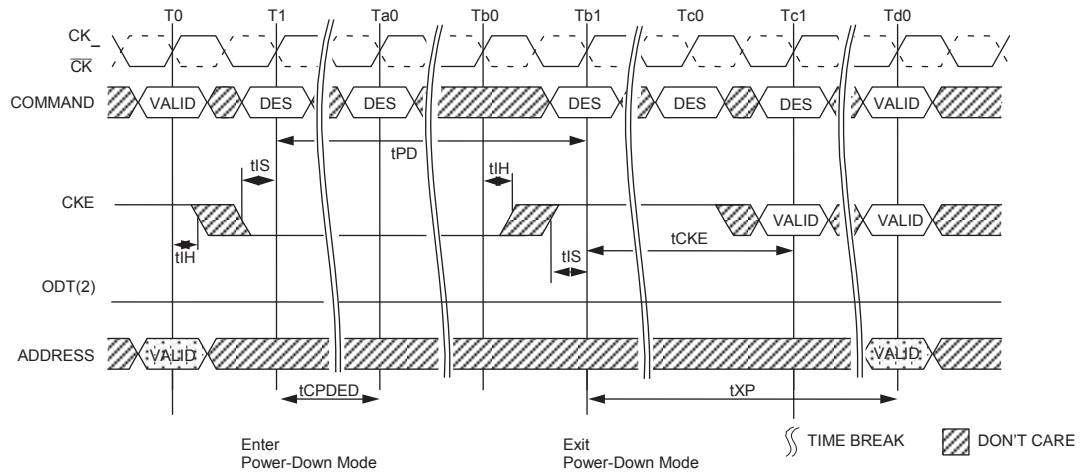 T0 T1 Ta0 Tb0 Tb1 Tc0 Tc1 Td0
CK_
CK
COMMAND VALID DES DES DES DES DES VALID
tPD
tIS tIH
CKE VALID VALID
tIH tIS tCKE
ODT(2)
ADDRESS VALID VALID
tCPDED tXP
Enter
Power-Down Mode
Exit
Power-Down Mode
TIME BREAK DON'T CARE